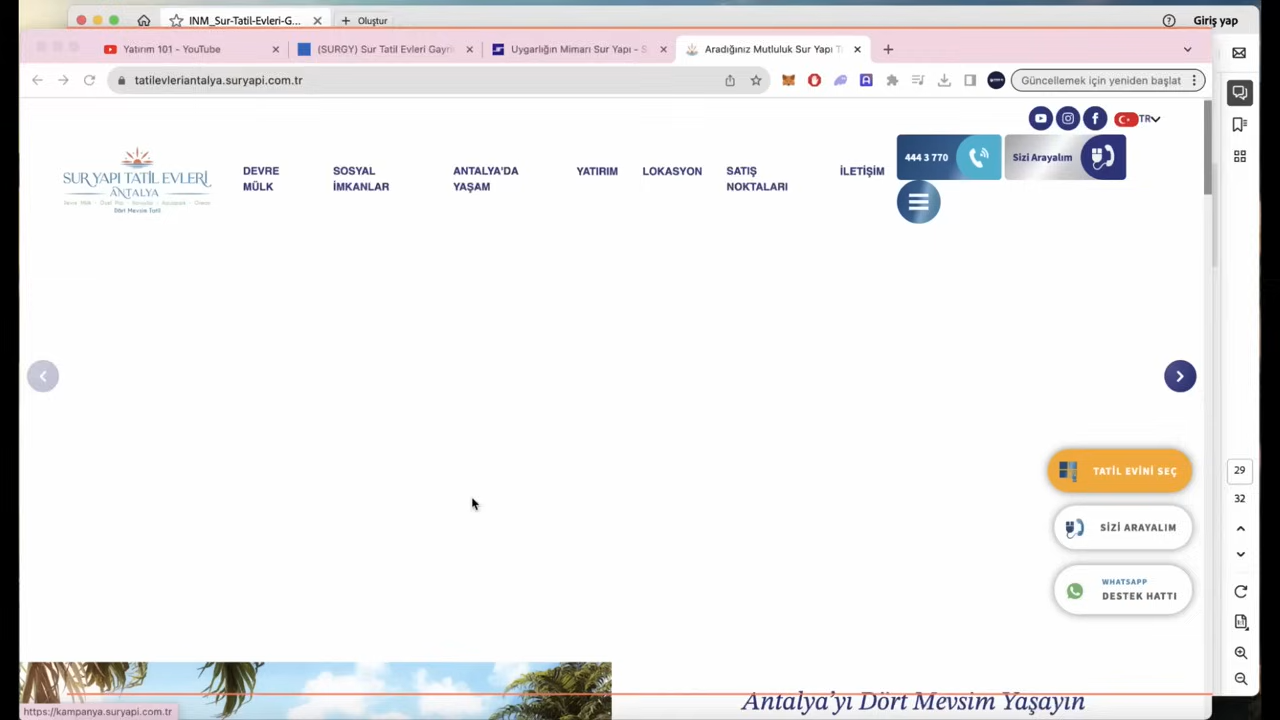 INM_Sur-Tatil-Evleri-G...
Oluştur
Giriş yap
Yatırım 101 - YouTube
(SURGY) Sur Tatil Evleri Gayri
Uygarlığın Mimarı Sur Yapı - S
Aradığınız Mutluluk Sur Yapı T
tatilevleriantalya.suryapi.com.tr
Güncellemek için yeniden başlat
TR
SUR YAPI TATİL EVLERİ
ANTALYA
Dört Mevsim Tatil
DEVRE
MÜLK
SOSYAL
İMKANLAR
ANTALYA'DA
YAŞAM
YATIRIM
LOKASYON
SATIŞ
NOKTALARI
İLETİŞİM
444 3 770
Sizi Arayalım
TATİL EVİNİ SEÇ
SİZİ ARAYALIM
WHATSAPP
DESTEK HATTI
29
32
Antalya'yı Dört Mevsim Yaşayın
https://kampanya.suryapi.com.tr